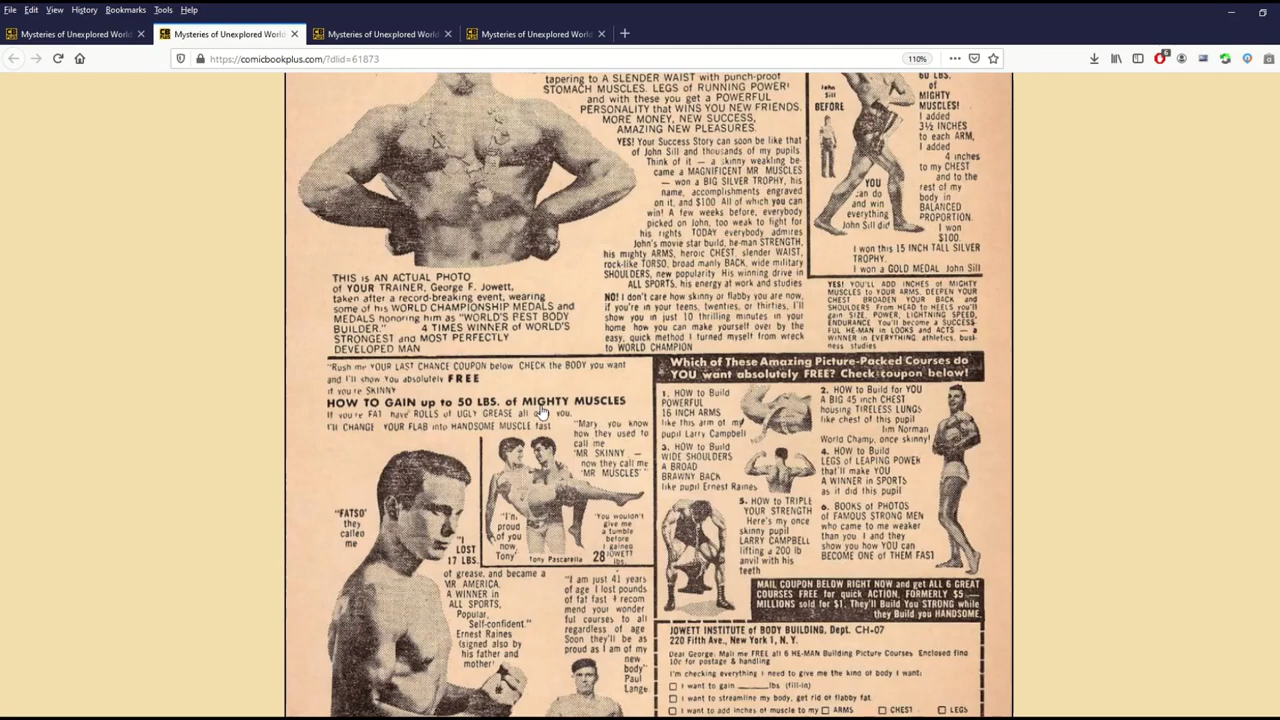 File Edit View History Bookmarks Tools Help
Mysteries of Unexplored World
Mysteries of Unexplored World
Mysteries of Unexplored World
Mysteries of Unexplored World
https://comicbookplus.com/?dlid=61873
110%
6
tapering to A SLENDER WAIST with punch-proof
STOMACH MUSCLES. LEGS of RUNNING POWER!
and with these you get a POWERFUL
PERSONALITY that WINS YOU NEW FRIENDS.
MORE MONEY, NEW SUCCESS,
AMAZING NEW PLEASURES.
YES! Your Success Story can soon be like that
of John Sill and thousands of my pupils
Think of it — a skinny weakling be-
came a MAGNIFICENT MR MUSCLES
— won a BIG SILVER TROPHY, his
name, accomplishments engraved
on it, and $100 All of which you can
win! A few weeks before, everybody
picked on John, too weak to fight for
his rights TODAY everybody admires
John's movie star build, he-man STRENGTH,
his mighty ARMS, heroic CHEST, slender WAIST,
rock-like TORSO, broad manly BACK, wide military
SHOULDERS, new popularity His winning drive in
ALL SPORTS, his energy at work and studies
NO! I don't care how skinny or flabby you are now,
if you're in your teens, twenties, or thirties, I'll
show you in just 10 thrilling minutes in your
home how you can make yourself over by the
easy, quick method I turned myself from wreck
to WORLD CHAMPION
John
Sill
BEFORE
60 LBS.
of
MIGHTY
MUSCLES!
I added
3½ INCHES
to each ARM,
I added
4 inches
to my CHEST
and to the
rest of my
body in
BALANCED
PROPORTION.
I won
$100.
YOU
can do
and win
everything
John Sill did
I won this 15 INCH TALL SILVER
TROPHY.
I won a GOLD MEDAL John Sill
YES! YOU'LL ADD INCHES of MIGHTY
MUSCLES to YOUR ARMS. DEEPEN YOUR
CHEST BROADEN YOUR BACK and
SHOULDERS From HEAD to HEELS you'll
gain SIZE, POWER, LIGHTNING SPEED,
ENDURANCE You'll become a SUCCESS-
FUL HE-MAN in LOOKS and ACTS — a
WINNER in EVERYTHING athletics, busi-
ness studies
THIS is AN ACTUAL PHOTO
of YOUR TRAINER, George F. Jowett,
taken after a record-breaking event, wearing
some of his WORLD CHAMPIONSHIP MEDALS and
MEDALS honoring him as "WORLD'S BEST BODY
BUILDER." 4 TIMES WINNER of WORLD'S
STRONGEST and MOST PERFECTLY
DEVELOPED MAN
"Rush me YOUR LAST CHANCE COUPON below CHECK the BODY you want
and I'll show You absolutely FREE
if you're SKINNY
HOW TO GAIN up to 50 LBS. of MIGHTY MUSCLES
If you're FAT have ROLLS of UGLY GREASE all you.
I'LL CHANGE YOUR FLAB into HANDSOME MUSCLE fast
"Mary you know
how they used to
call me
'MR SKINNY —
now they call me
'MR MUSCLES'"
"I'm
proud
of you
now,
Tony"
"You wouldn't
give me
a tumble
before
I gained
28 JOWETT
lbs.
Tony Pascarella
"FATSO'
they
called
me
"I
LOST
17 LBS.
of grease, and became a
MR AMERICA,
A WINNER in
ALL SPORTS,
Popular,
Self-confident."
Ernest Raines
(signed also by
his father and
mother)
"I am just 41 years
of age I lost pounds
of fat fast I recom
mend your wonder
ful courses to all
regardless of age
Soon they'll be as
proud as I am of my
new
body"
Paul
Lange
Which of These Amazing Picture-Packed Courses do
YOU want absolutely FREE? Check coupon below!
1. HOW to Build
POWERFUL
16 INCH ARMS
like this arm of my
pupil Larry Campbell
2. HOW to Build for YOU
A BIG 45 inch CHEST
housing TIRELESS LUNGS
like chest of this pupil
Jim Norman
World Champ, once skinny!
3. HOW to Build
WIDE SHOULDERS
A BROAD
BRAWNY BACK
like pupil Ernest Raines
4. HOW to Build
LEGS of LEAPING POWER
that'll make YOU
A WINNER in SPORTS
as it did this pupil
5. HOW to TRIPLE
YOUR STRENGTH
Here's my once
skinny pupil
LARRY CAMPBELL
lifting a 200 lb
anvil with his
teeth
6. BOOKS of PHOTOS
of FAMOUS STRONG MEN
who came to me weaker
than you I and they
show you how YOU can
BECOME ONE of THEM FAST
MAIL COUPON BELOW RIGHT NOW and get ALL 6 GREAT
COURSES FREE for quick ACTION. FORMERLY $5 —
MILLIONS sold for $1. They'll Build You STRONG while
they Build you HANDSOME.
JOWETT INSTITUTE of BODY BUILDING, Dept. CH-07
220 Fifth Ave., New York 1, N. Y.
Dear George: Mail me FREE all 6 HE-MAN Building Picture Courses Enclosed find
10c for postage & handling
I'm checking everything I need to give me the kind of body I want:
I want to gain ______lbs (fill-in)
I want to streamline my body, get rid of flabby fat.
I want to add inches of muscle to my ARMS CHEST LEGS